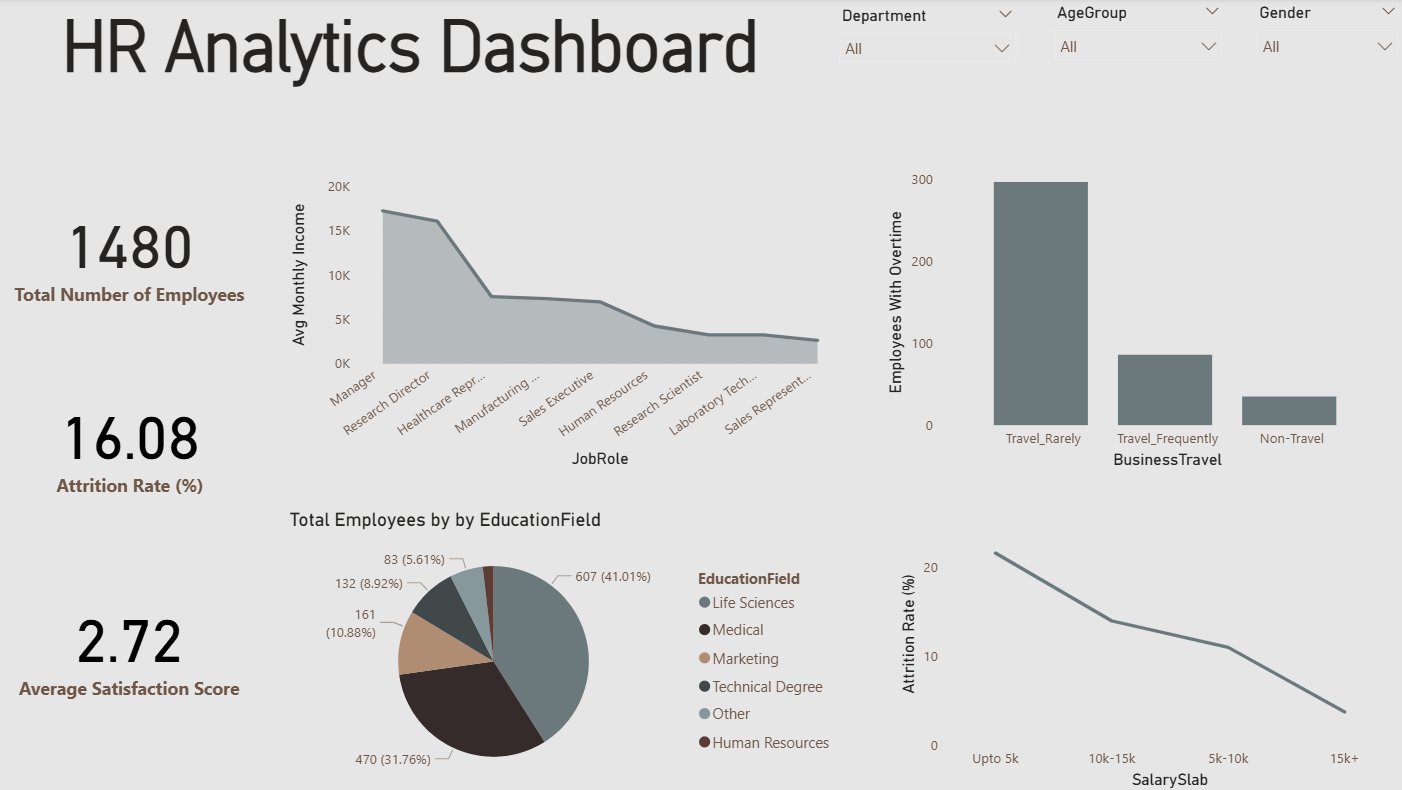 HR Analytics Dashboard
Department
All
AgeGroup
All
Gender
All
1480
Total Number of Employees
16.08
Attrition Rate (%)
2.72
Average Satisfaction Score
Avg Monthly Income
20K
15K
10K
5K
0K
Manager
Research Director
Healthcare Repr...
Manufacturing ...
Sales Executive
Human Resources
Research Scientist
Laboratory Tech...
Sales Represent...
JobRole
Employees With Overtime
300
200
100
0
Travel_Rarely
Travel_Frequently
Non-Travel
BusinessTravel
Total Employees by by EducationField
83 (5.61%)
132 (8.92%)
161
(10.88%)
470 (31.76%)
607 (41.01%)
EducationField
Life Sciences
Medical
Marketing
Technical Degree
Other
Human Resources
Attrition Rate (%)
20
10
0
Upto 5k
10k-15k
5k-10k
15k+
SalarySlab